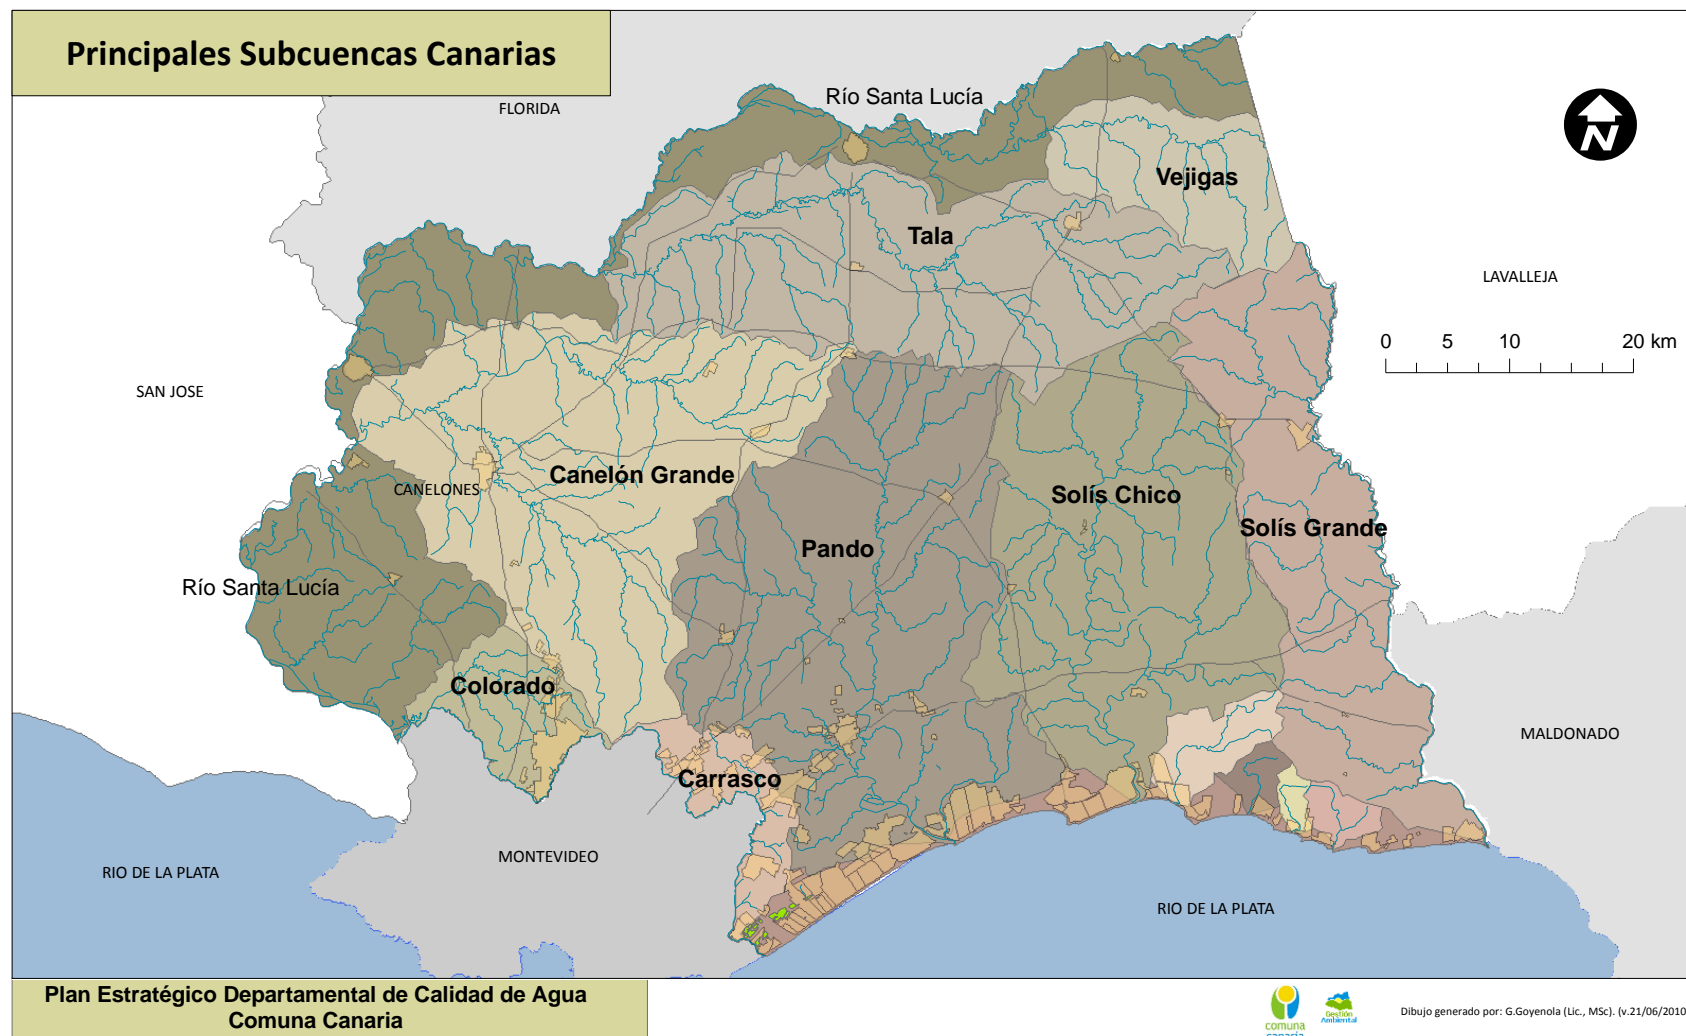 Principales Subcuencas Canarias
FLORIDA
Río Santa Lucía
Vejigas
Tala
LAVALLEJA
0 5 10 20 km
SAN JOSE
CANELONES
Canelón Grande
Solís Chico
Solís Grande
Pando
Río Santa Lucía
Colorado
MALDONADO
Carrasco
MONTEVIDEO
RIO DE LA PLATA
RIO DE LA PLATA
N
Plan Estratégico Departamental de Calidad de Agua
Comuna Canaria
comuna
canaria
Gestión
Ambiental
Dibujo generado por: G.Goyenola (Lic., MSc). (v.21/06/2010